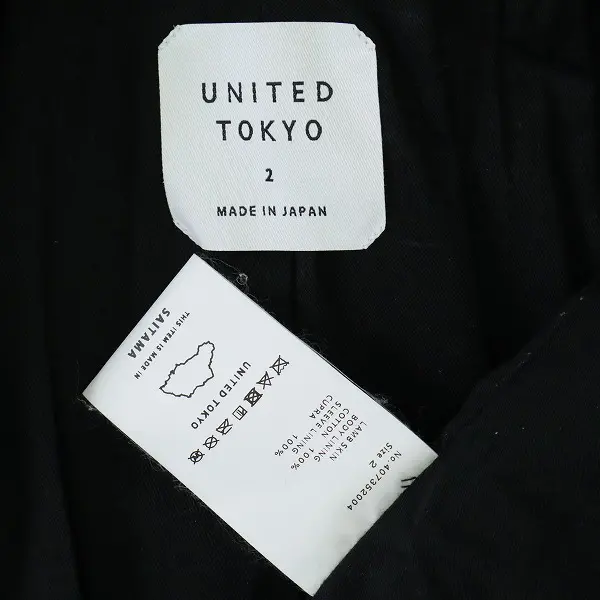 UNITED
TOKYO
2
MADE IN JAPAN
THIS ITEM IS MADE IN
SAITAMA
UNITED TOKYO
No.407352004
Size 2
LAMB SKIN
BODY LINING
COTTON 100%
SLEEVE LINING
CUPRA 100%